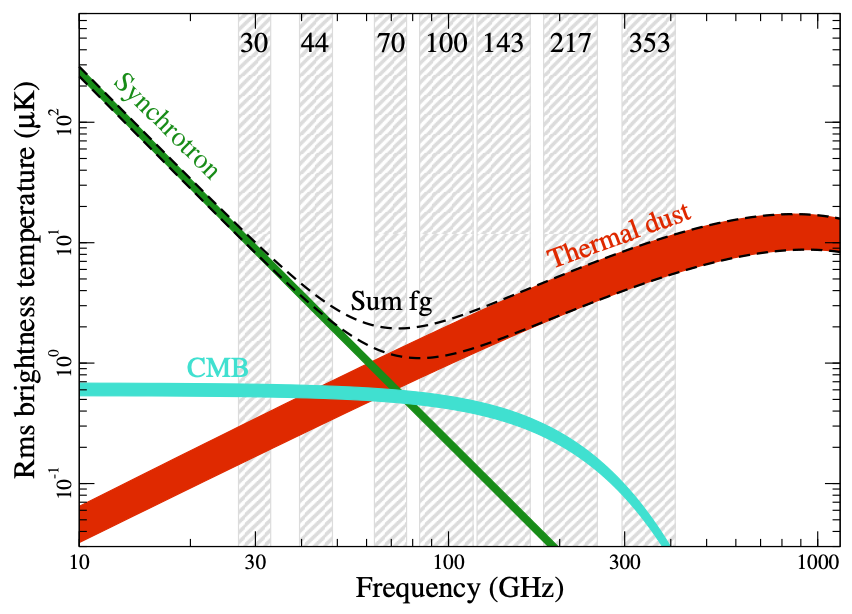 30 44 70 100 143 217 353
Synchrotron
Thermal dust
Sum fg
CMB
Rms brightness temperature (μK)
10²
10¹
10⁰
10⁻¹
10 30 100 300 1000
Frequency (GHz)